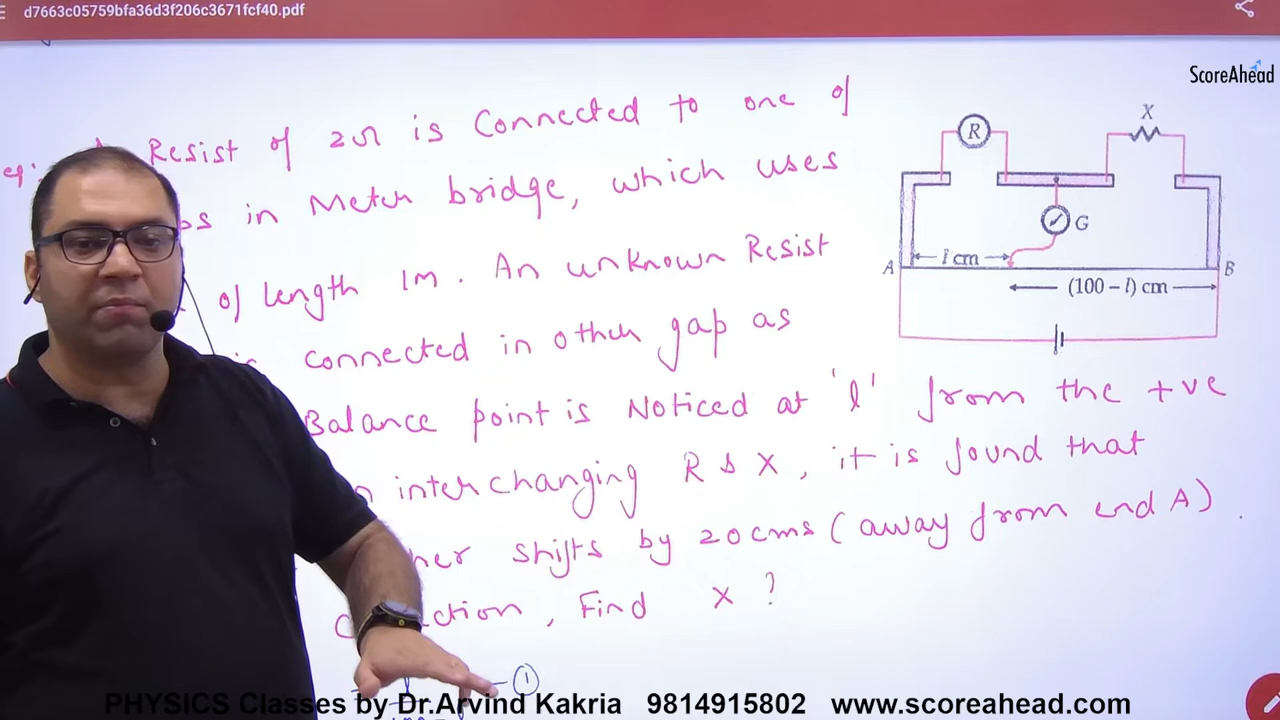 d7663c05759bfa36d3f206c3671fcf40.pdf
ScoreAhead
eg:
Resist of 2Ω is Connected to one of
in Meter bridge, which uses
of length 1m. An unknown Resist
connected in other gap as
Balance point is Noticed at 'l' from the +ve
interchanging R & X, it is found that
shifts by 20cms (away from end A).
, Find X ?
①
X
R
G
l cm
A
B
(100 – l) cm
PHYSICS Classes by Dr.Arvind Kakria 9814915802 www.scoreahead.com